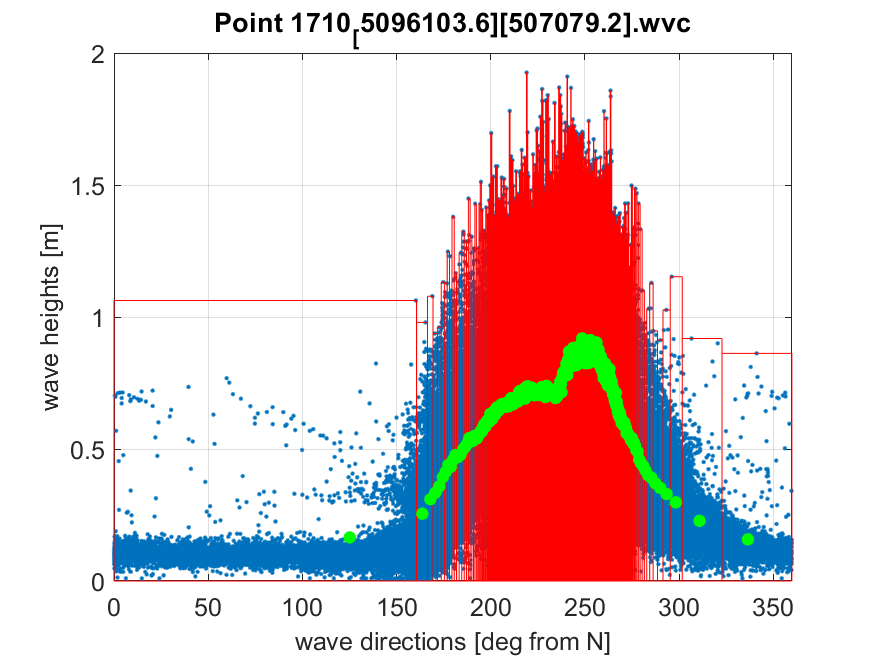 Point 1710[5096103.6][507079.2].wvc
2
1.5
1
0.5
0
0 50 100 150 200 250 300 350
wave heights [m]
wave directions [deg from N]